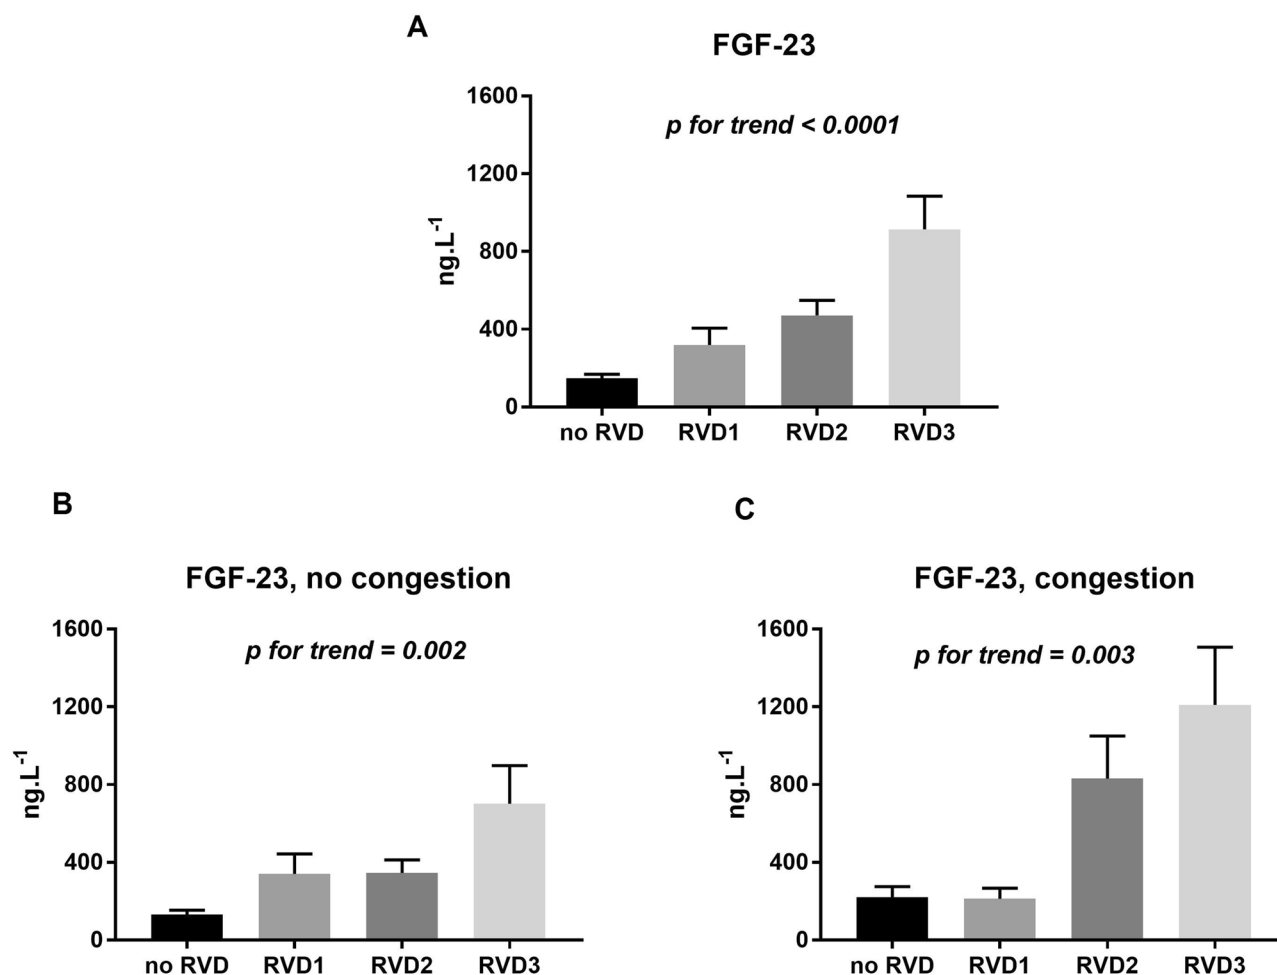 A
FGF-23
p for trend < 0.0001
1600
1200
800
400
0
ng.L⁻¹
no RVD RVD1 RVD2 RVD3
B
FGF-23, no congestion
p for trend = 0.002
1600
1200
800
400
0
ng.L⁻¹
no RVD RVD1 RVD2 RVD3
C
FGF-23, congestion
p for trend = 0.003
1600
1200
800
400
0
ng.L⁻¹
no RVD RVD1 RVD2 RVD3